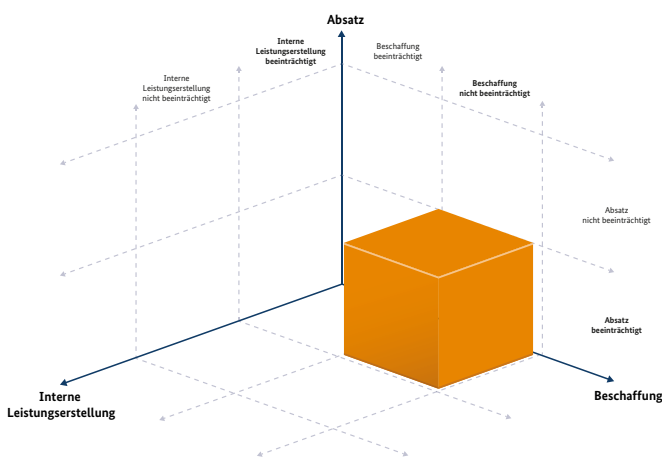 Absatz
Interne
Leistungserstellung
beeinträchtigt
Beschaffung
beeinträchtigt
Interne
Leistungserstellung
nicht beeinträchtigt
Beschaffung
nicht beeinträchtigt
Absatz
nicht beeinträchtigt
Absatz
beeinträchtigt
Interne
Leistungserstellung
Beschaffung